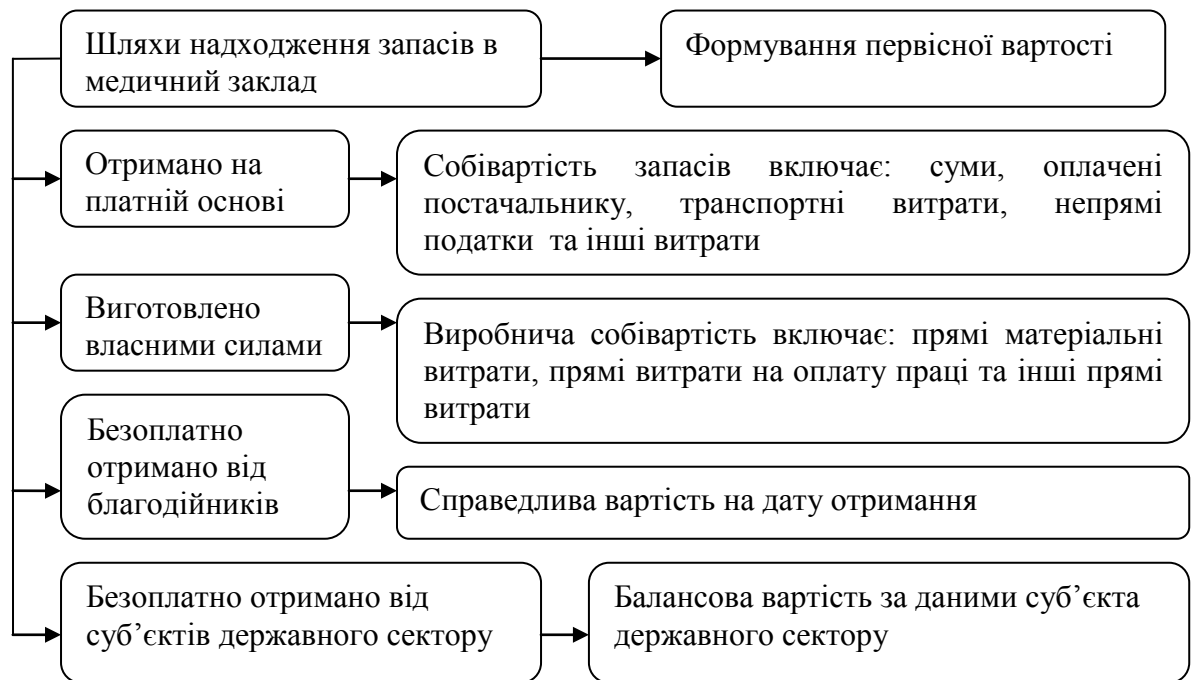 Шляхи надходження запасів в
медичний заклад
Формування первісної вартості
Отримано на
платній основі
Собівартість запасів включає: суми, оплачені
постачальнику, транспортні витрати, непрямі
податки та інші витрати
Виготовлено
власними силами
Виробнича собівартість включає: прямі матеріальні
витрати, прямі витрати на оплату праці та інші прямі
витрати
Безоплатно
отримано від
благодійників
Справедлива вартість на дату отримання
Безоплатно отримано від
суб’єктів державного сектору
Балансова вартість за даними суб’єкта
державного сектору